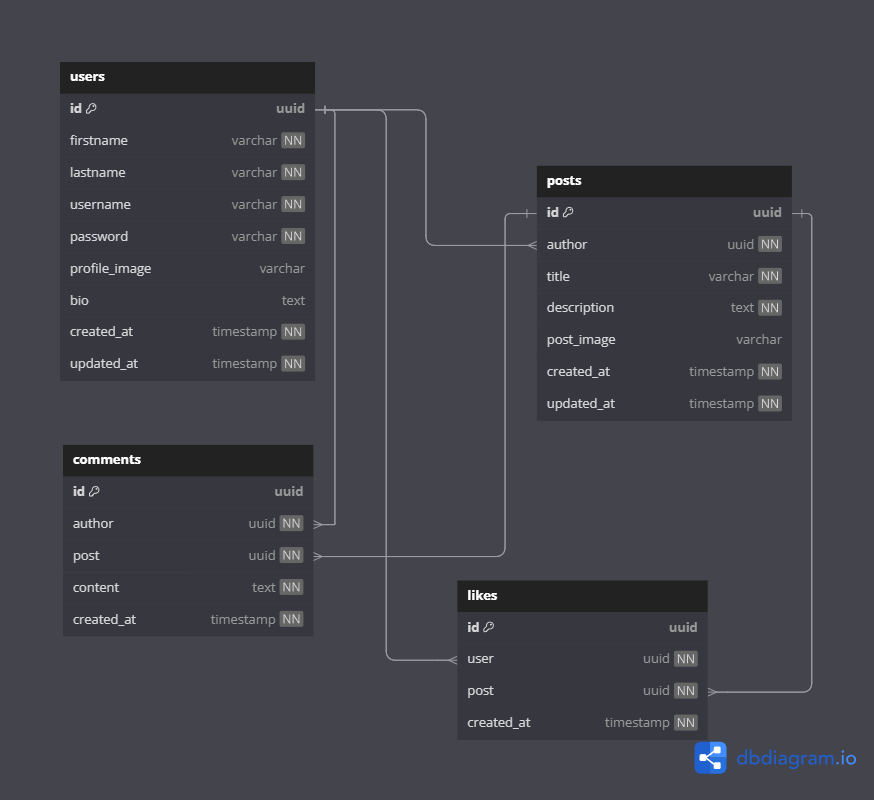 users
id uuid
firstname varchar NN
lastname varchar NN
username varchar NN
password varchar NN
profile_image varchar
bio text
created_at timestamp NN
updated_at timestamp NN
posts
id uuid
author uuid NN
title varchar NN
description text NN
post_image varchar
created_at timestamp NN
updated_at timestamp NN
comments
id uuid
author uuid NN
post uuid NN
content text NN
created_at timestamp NN
likes
id uuid
user uuid NN
post uuid NN
created_at timestamp NN
dbdiagram.io